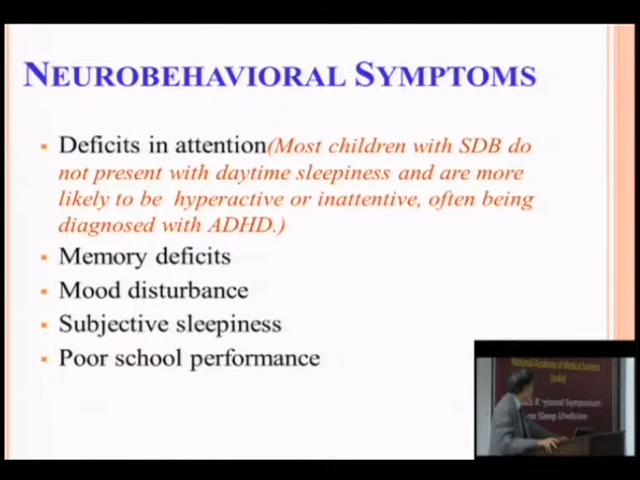 NEUROBEHAVIORAL SYMPTOMS
Deficits in attention(Most children with SDB do
not present with daytime sleepiness and are more
likely to be hyperactive or inattentive, often being
diagnosed with ADHD.)
Memory deficits
Mood disturbance
Subjective sleepiness
Poor school performance
National Academy of Medical Sciences
(India)
Regional Symposium
on Sleep Medicine